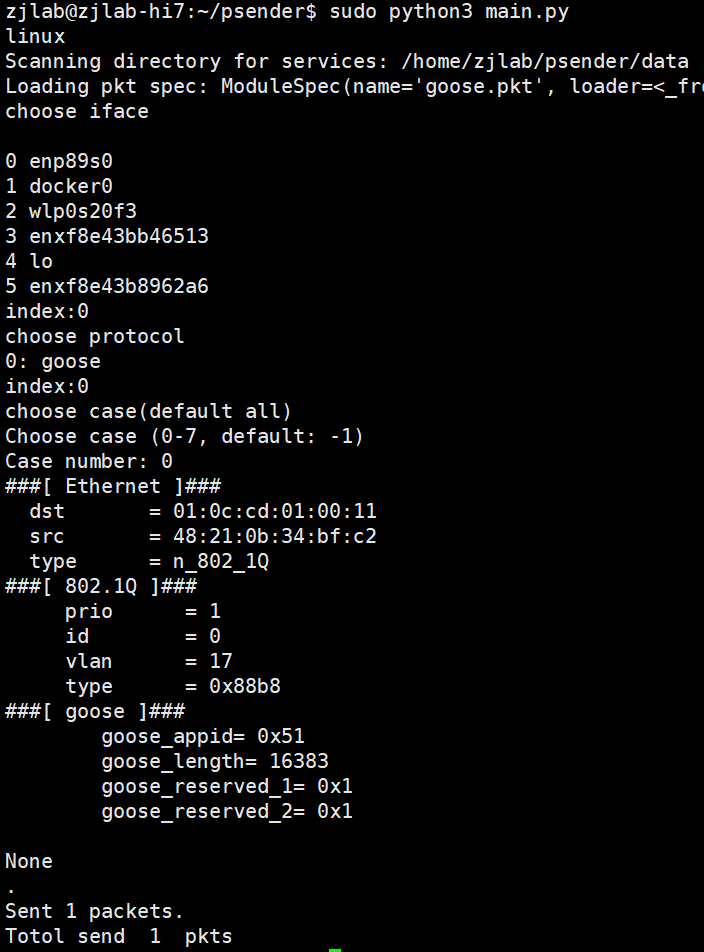 zjlab@zjlab-hi7:~/psender$ sudo python3 main.py
linux
Scanning directory for services: /home/zjlab/psender/data
Loading pkt spec: ModuleSpec(name='goose.pkt', loader=<_fro
choose iface
0 enp89s0
1 docker0
2 wlp0s20f3
3 enxf8e43bb46513
4 lo
5 enxf8e43b8962a6
index:0
choose protocol
0: goose
index:0
choose case(default all)
Choose case (0-7, default: -1)
Case number: 0
###[ Ethernet ]###
  dst       = 01:0c:cd:01:00:11
  src       = 48:21:0b:34:bf:c2
  type      = n_802_1Q
###[ 802.1Q ]###
     prio      = 1
     id        = 0
     vlan      = 17
     type      = 0x88b8
###[ goose ]###
        goose_appid= 0x51
        goose_length= 16383
        goose_reserved_1= 0x1
        goose_reserved_2= 0x1
None
.
Sent 1 packets.
Totol send  1  pkts